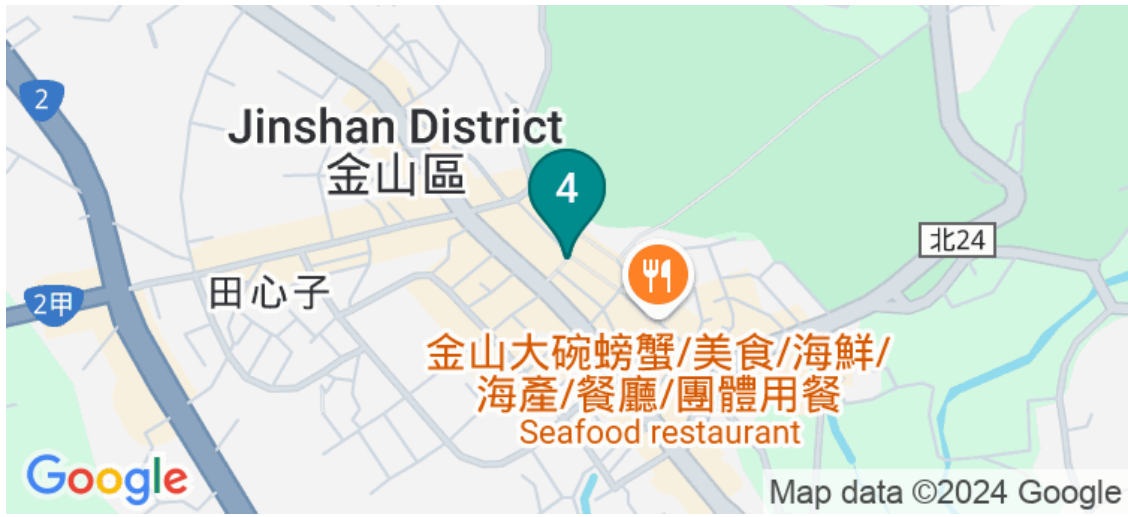 2
Jinshan District
金山區
4
北24
田心子
2甲
金山大碗螃蟹/美食/海鮮/
海產/餐廳/團體用餐
Seafood restaurant
Google
Map data ©2024 Google